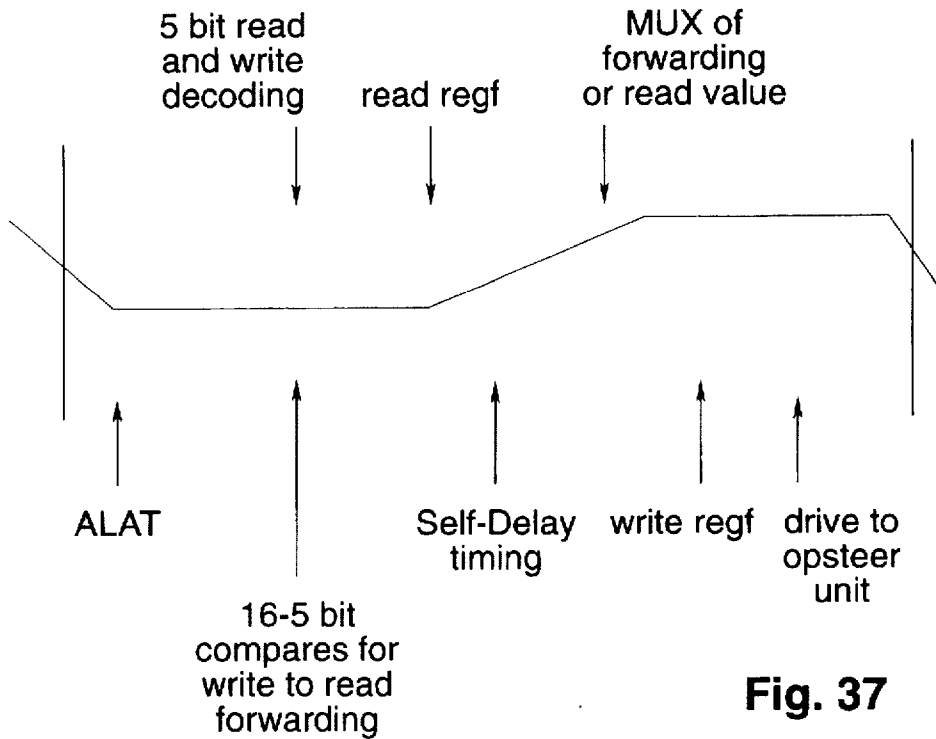 5 bit read
and write
decoding
read regf
MUX of
forwarding
or read value
ALAT
16-5 bit
compares for
write to read
forwarding
Self-Delay
timing
write regf
drive to
opsteer
unit
Fig. 37